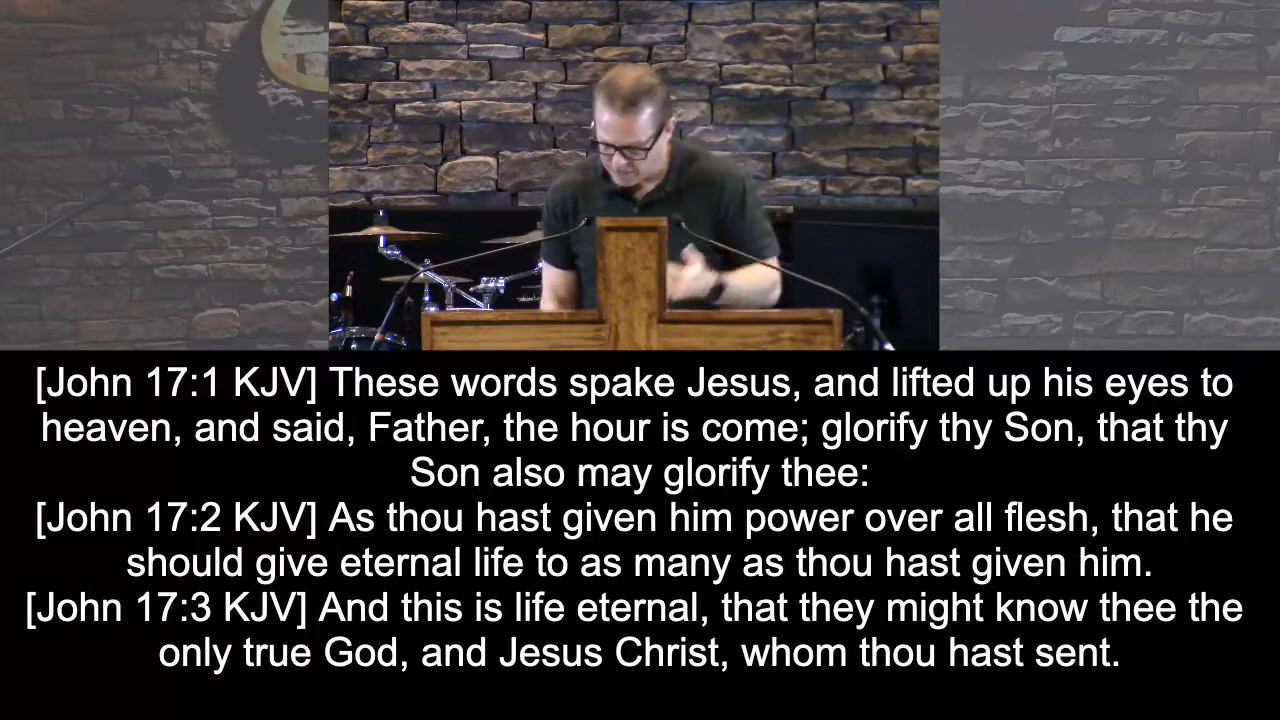 [John 17:1 KJV] These words spake Jesus, and lifted up his eyes to
heaven, and said, Father, the hour is come; glorify thy Son, that thy
Son also may glorify thee:
[John 17:2 KJV] As thou hast given him power over all flesh, that he
should give eternal life to as many as thou hast given him.
[John 17:3 KJV] And this is life eternal, that they might know thee the
only true God, and Jesus Christ, whom thou hast sent.